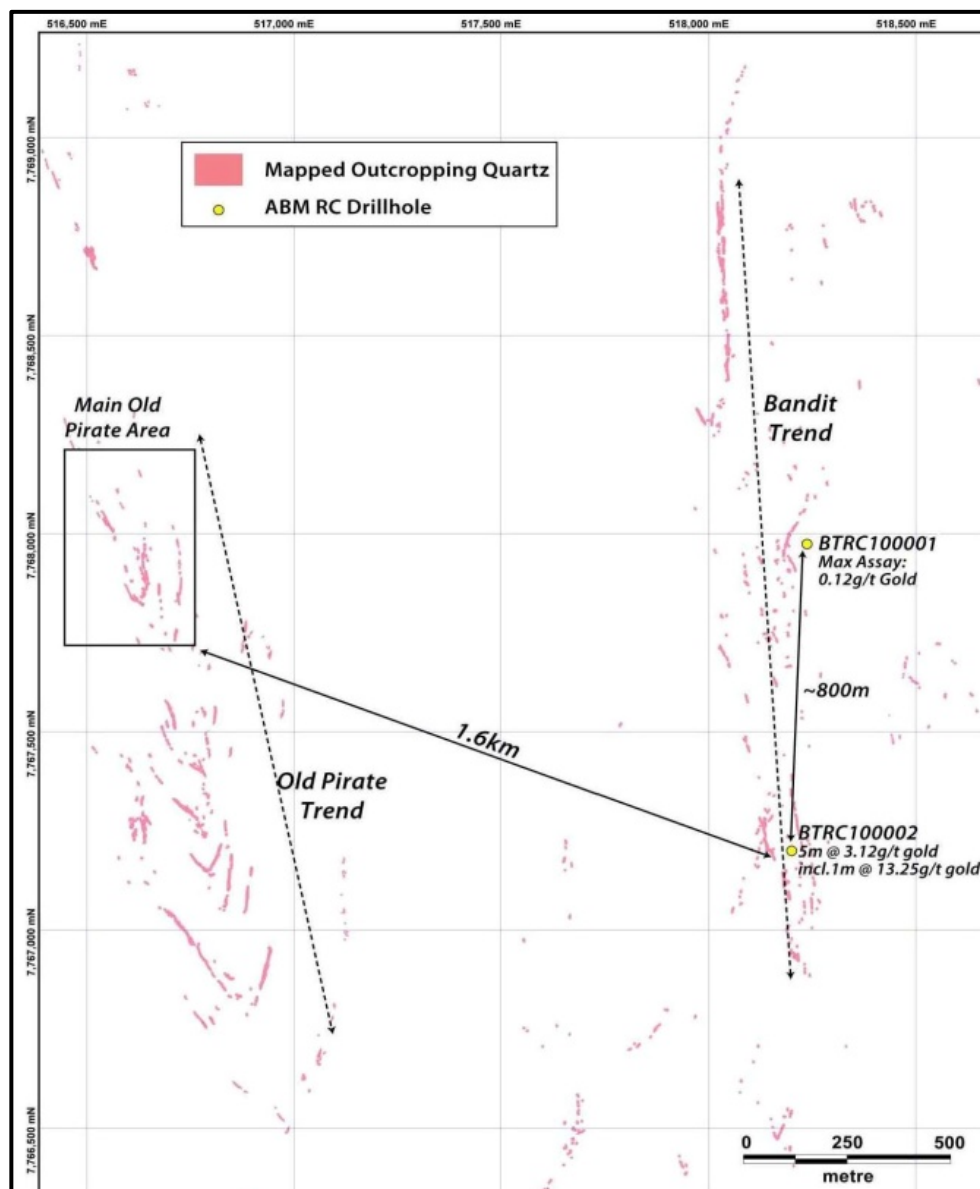 516,500 mE
517,000 mE
517,500 mE
518,000 mE
518,500 mE
7,769,000 mN
7,768,500 mN
7,768,000 mN
7,767,500 mN
7,767,000 mN
7,766,500 mN
Mapped Outcropping Quartz
ABM RC Drillhole
Main Old
Pirate Area
Bandit
Trend
BTRC100001
Max Assay:
0.12g/t Gold
~800m
1.6km
Old Pirate
Trend
BTRC100002
5m @ 3.12g/t gold
incl.1m @ 13.25g/t gold
0 250 500
metre